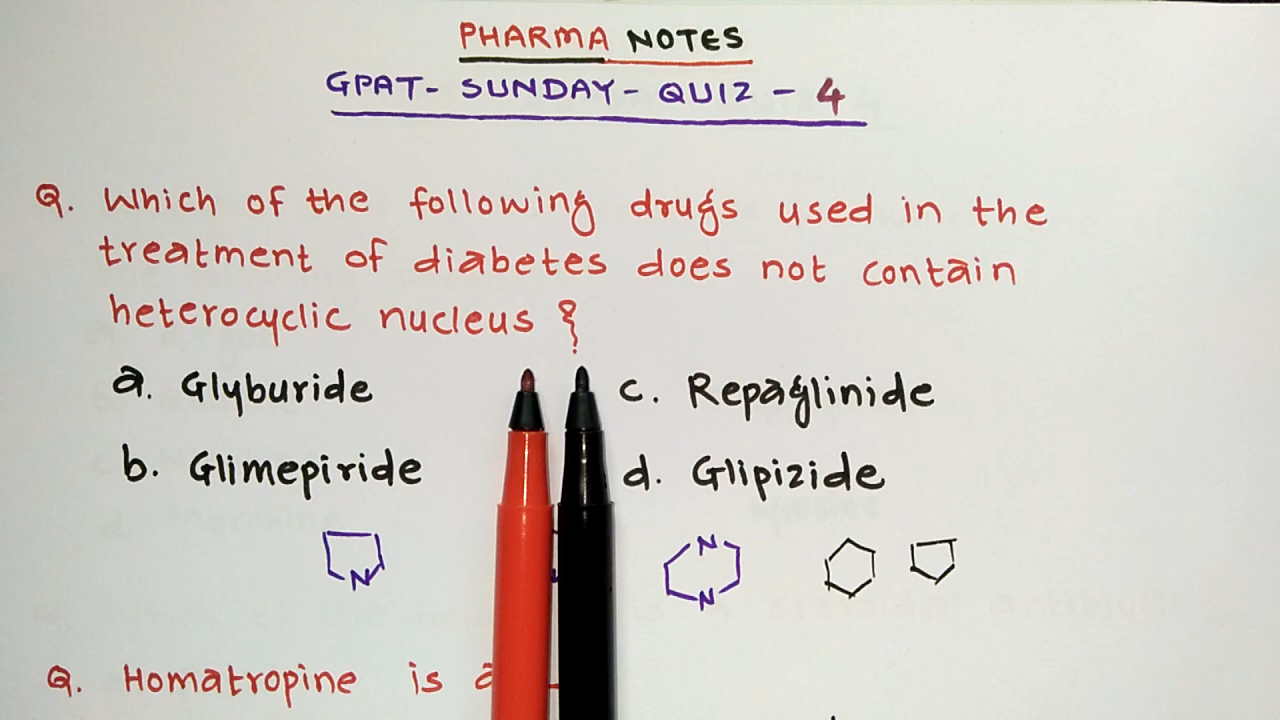 PHARMA NOTES
GPAT- SUNDAY- QUIZ - 4
Q. Which of the following drugs used in the
treatment of diabetes does not contain
heterocyclic nucleus ?
a. Glyburide
c. Repaglinide
b. Glimepiride
d. Glipizide
N
N
N
Q. Homatropine is a